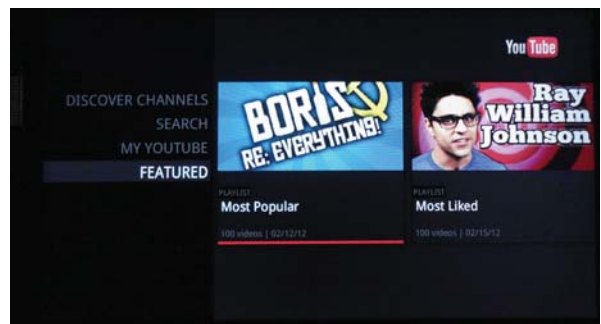 You Tube
DISCOVER CHANNELS
SEARCH
MY YOUTUBE
FEATURED
BORIS
RE: EVERYTHING!
PLAYLIST
Most Popular
100 videos | 02/12/12
Ray
William
Johnson
PLAYLIST
Most Liked
100 videos | 02/15/12